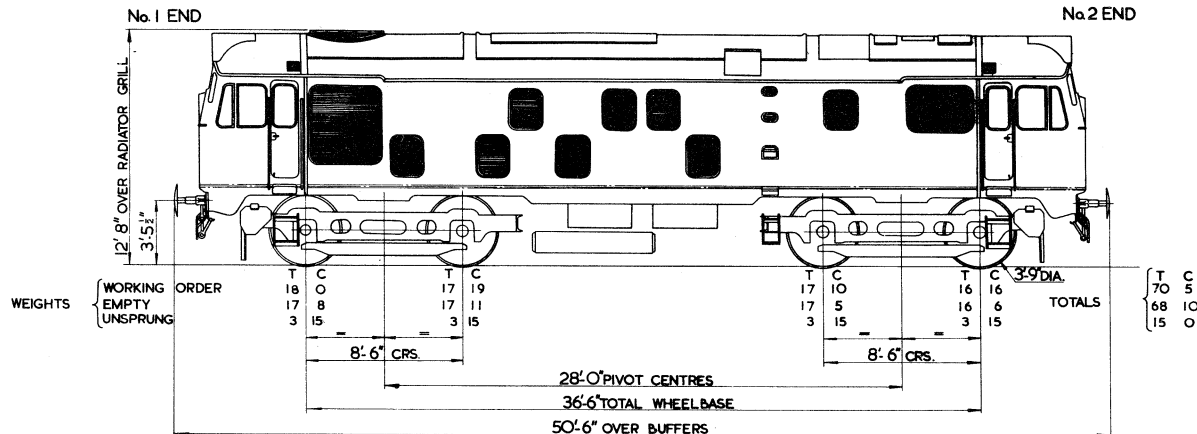 No. 1 END
No. 2 END
12' 8" OVER RADIATOR GRILL
3'.5½"
T C T C T C T C T C
WEIGHTS WORKING ORDER 18 0 17 19 17 10 16 16 3'-9" DIA. TOTALS 70 5
EMPTY 17 8 17 11 17 5 16 6 68 10
UNSPRUNG 3 15 3 15 3 15 3 15 15 0
= = = =
8'-6" CRS. 8'-6" CRS.
28'-0" PIVOT CENTRES
36'-6" TOTAL WHEELBASE
50'-6" OVER BUFFERS